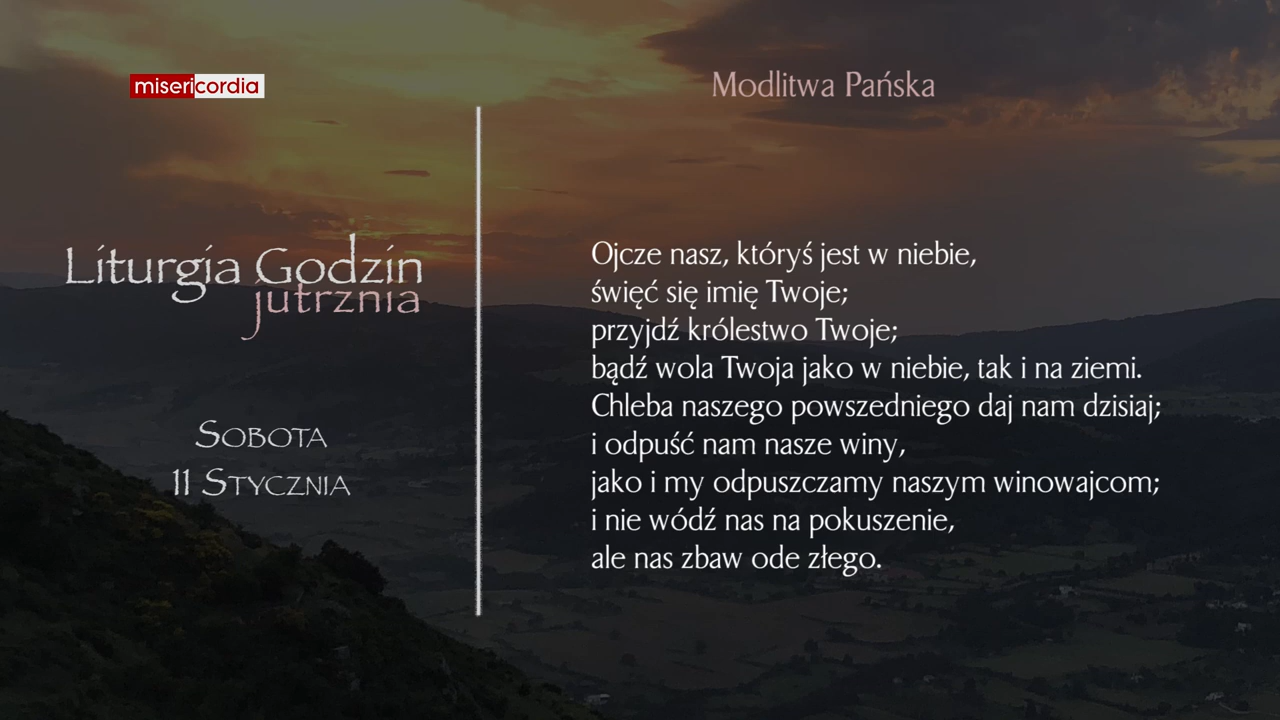 misericordia
Liturgia Godzin
jutrznia
Sobota
11 Stycznia
Modlitwa Pańska
Ojcze nasz, któryś jest w niebie,
święć się imię Twoje;
przyjdź królestwo Twoje;
bądź wola Twoja jako w niebie, tak i na ziemi.
Chleba naszego powszedniego daj nam dzisiaj;
i odpuść nam nasze winy,
jako i my odpuszczamy naszym winowajcom;
i nie wódź nas na pokuszenie,
ale nas zbaw ode złego.